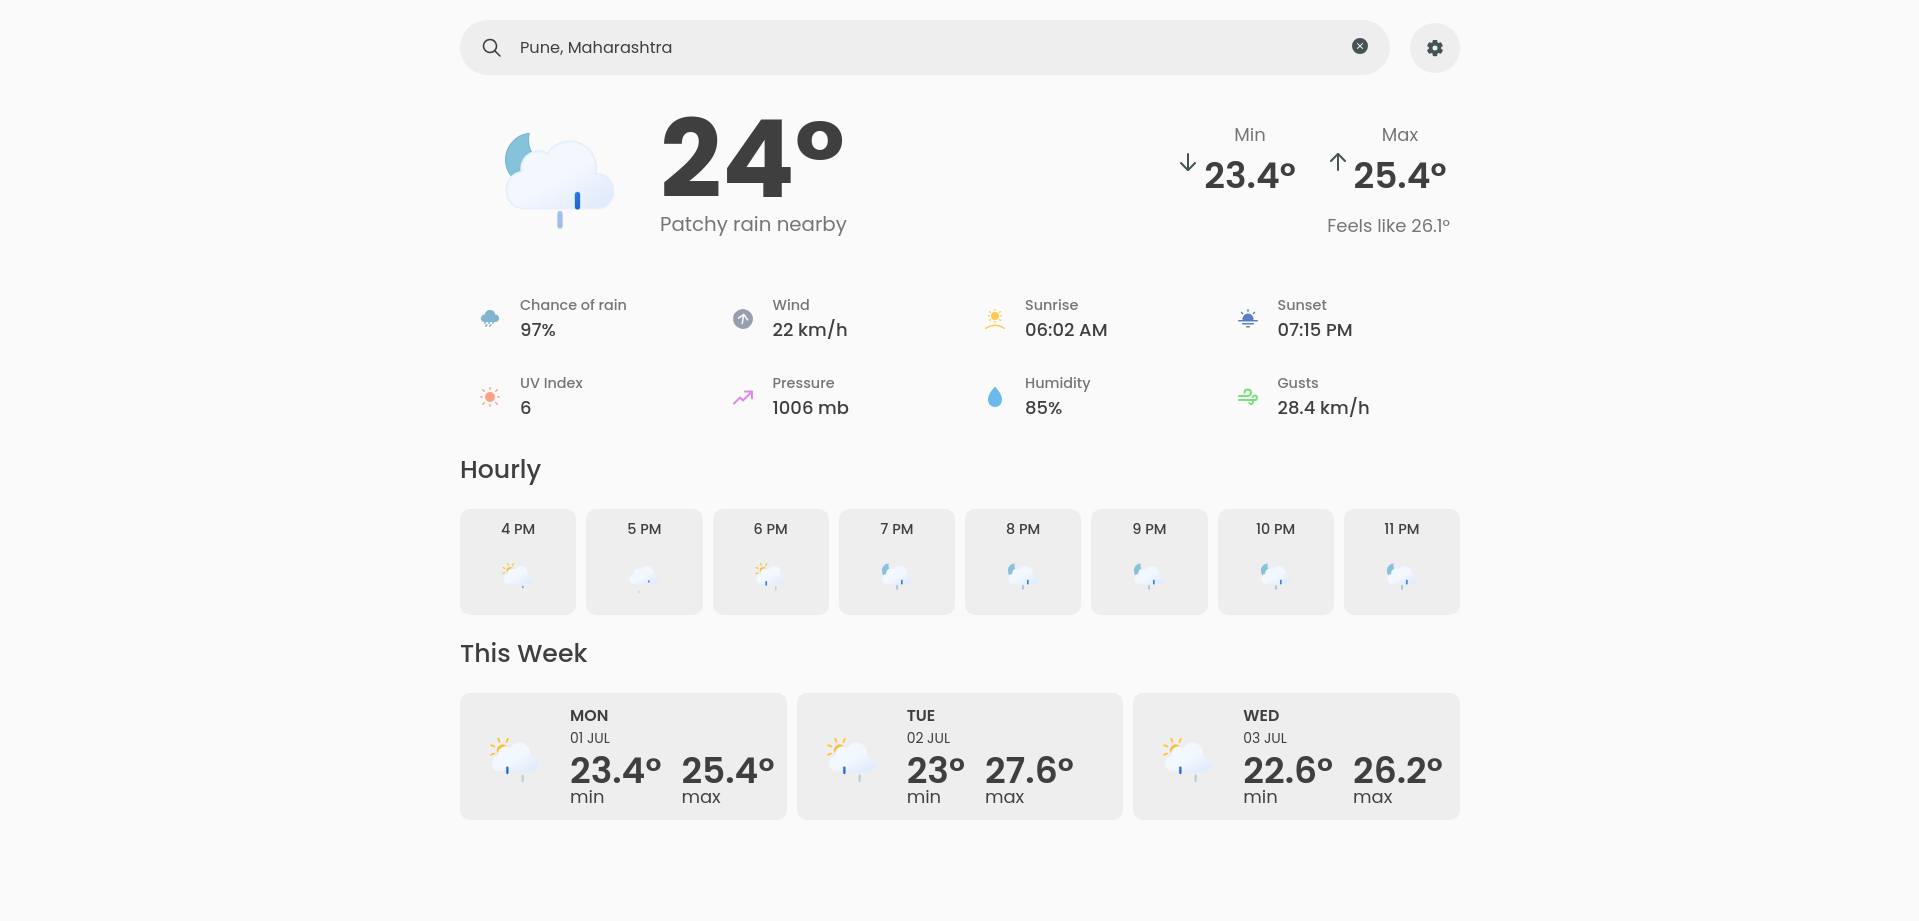 Pune, Maharashtra
24°
Patchy rain nearby
Min
23.4°
Max
25.4°
Feels like 26.1°
Chance of rain
97%
Wind
22 km/h
Sunrise
06:02 AM
Sunset
07:15 PM
UV Index
6
Pressure
1006 mb
Humidity
85%
Gusts
28.4 km/h
Hourly
4 PM
5 PM
6 PM
7 PM
8 PM
9 PM
10 PM
11 PM
This Week
MON
01 JUL
23.4° 25.4°
min max
TUE
02 JUL
23° 27.6°
min max
WED
03 JUL
22.6° 26.2°
min max